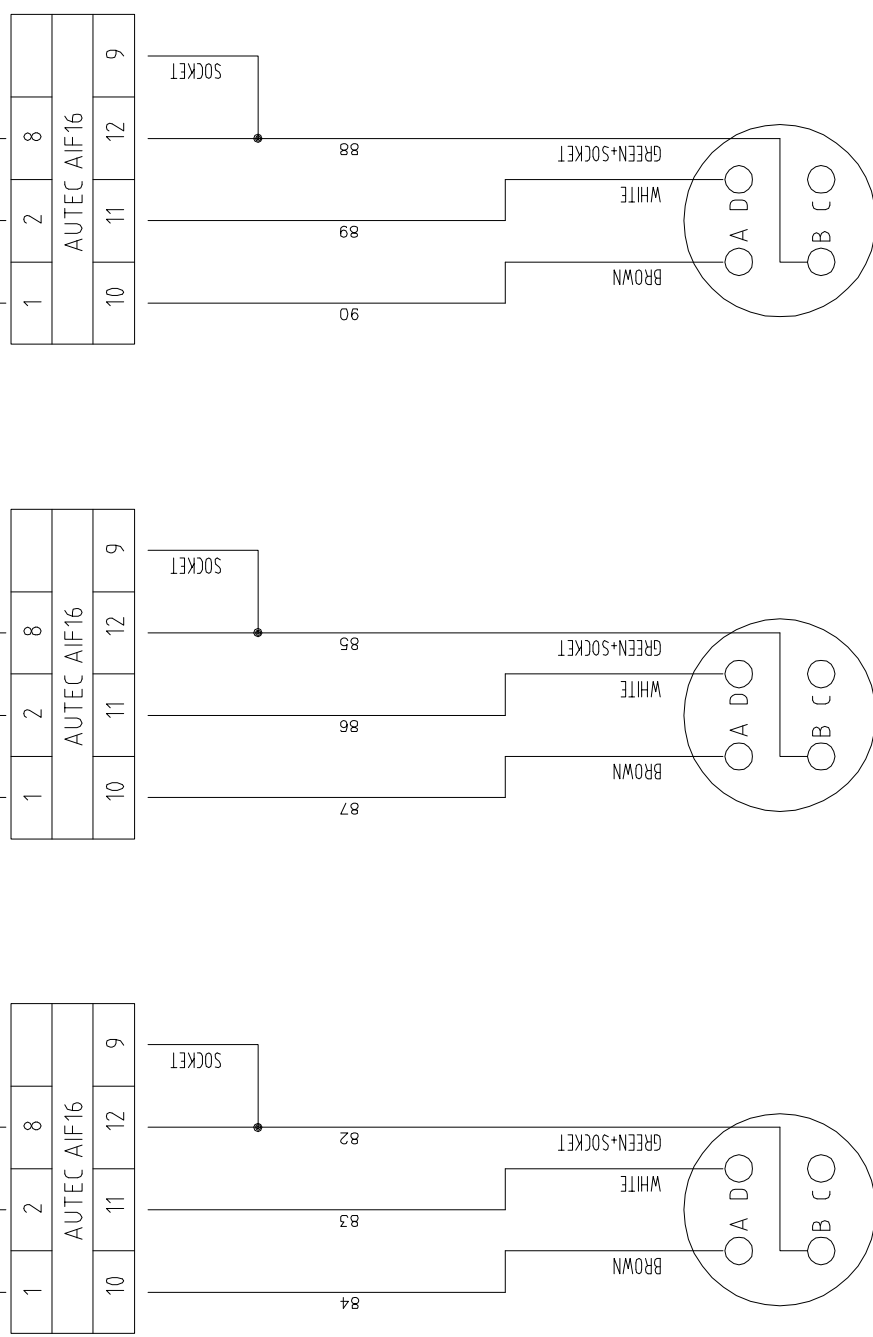 9
SOCKET
8
AUTEC AIF16
12
88
GREEN+SOCKET
WHITE
D
C
2
11
89
A
B
BROWN
1
10
90
9
SOCKET
8
AUTEC AIF16
12
85
GREEN+SOCKET
WHITE
D
C
2
11
86
A
B
BROWN
1
10
87
9
SOCKET
8
AUTEC AIF16
12
82
GREEN+SOCKET
WHITE
D
C
2
11
83
A
B
BROWN
1
10
84